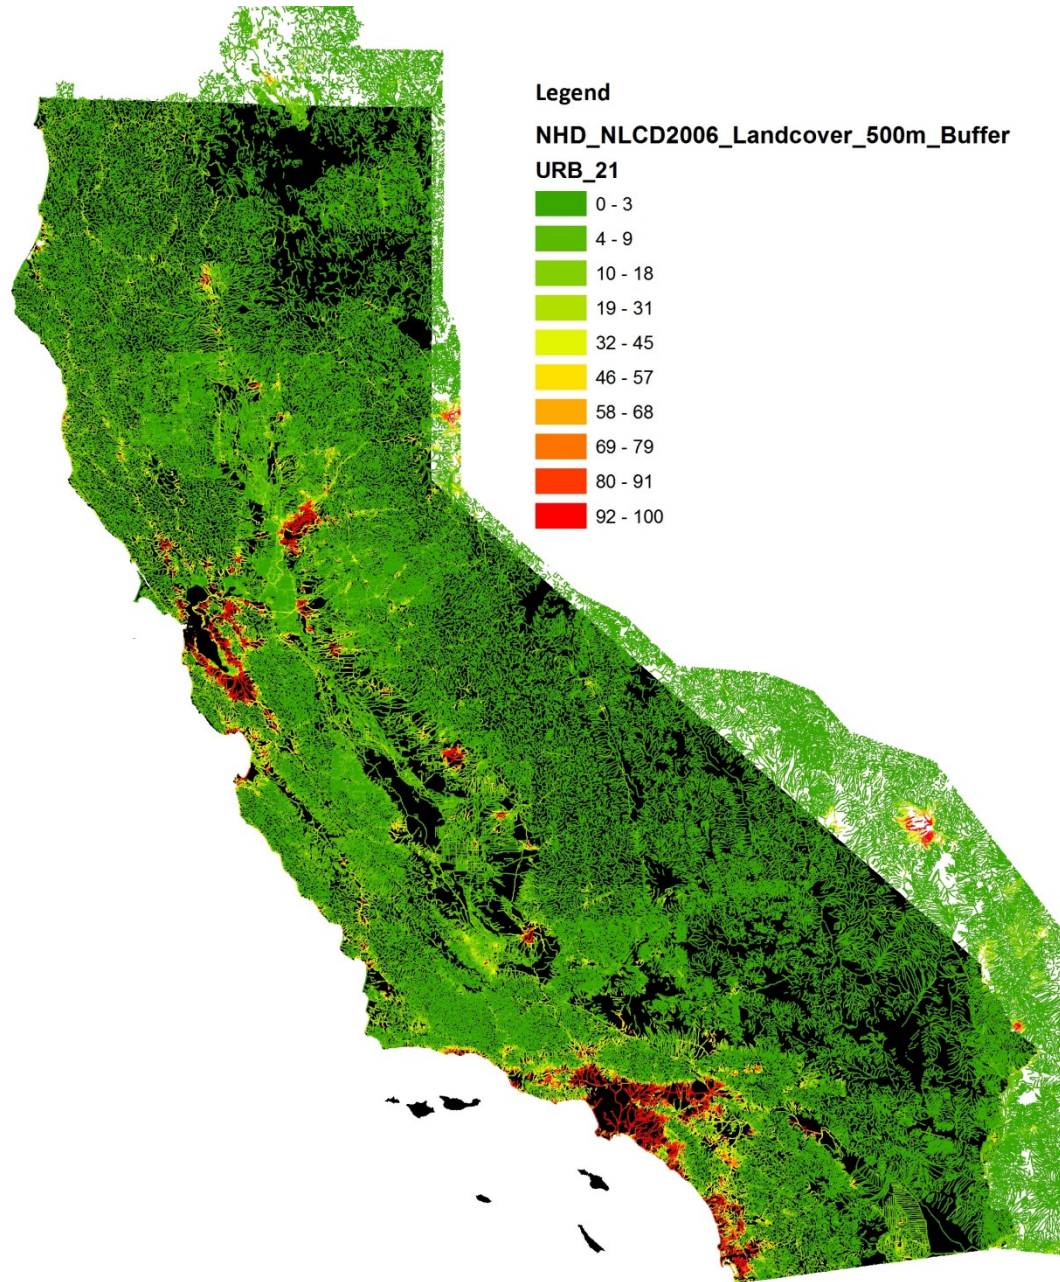 Legend
NHD_NLCD2006_Landcover_500m_Buffer
URB_21
0 - 3
4 - 9
10 - 18
19 - 31
32 - 45
46 - 57
58 - 68
69 - 79
80 - 91
92 - 100